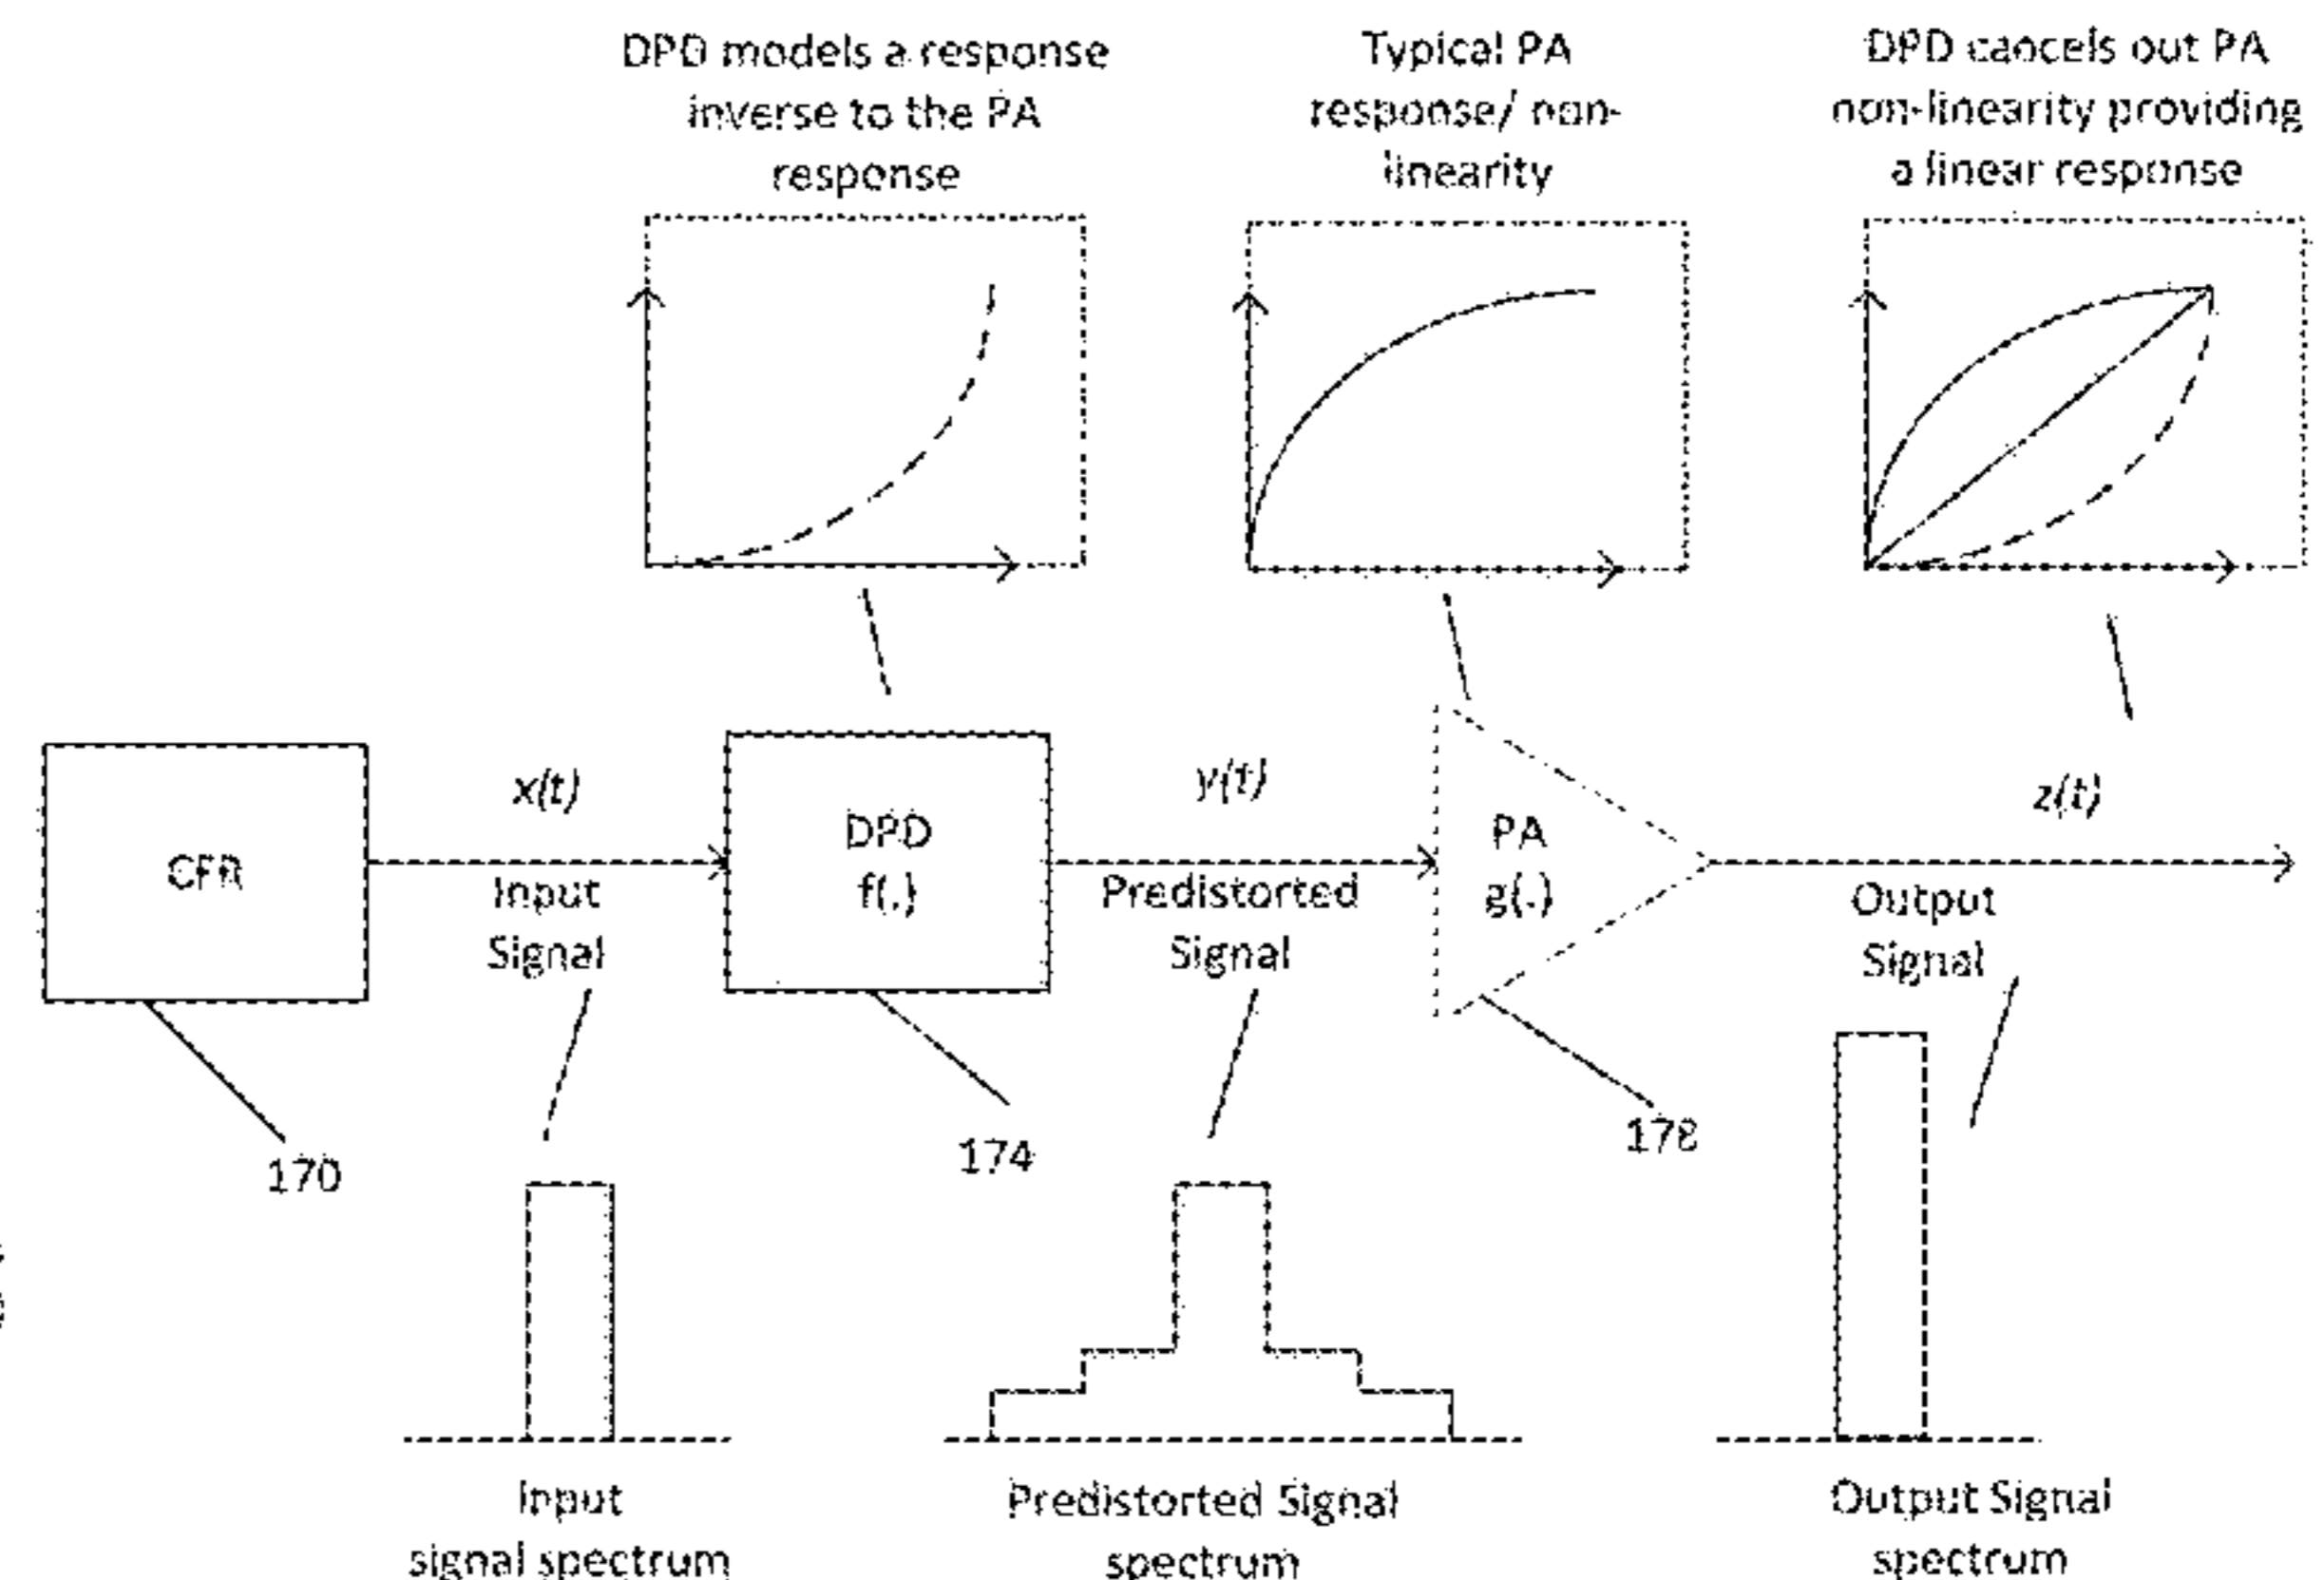 DPD models a response
inverse to the PA
response
Typical PA
response/ non-
linearity
DPD cancels out PA
non-linearity providing
a linear response
CFR
x(t)
Input
Signal
DPD
f(.)
y(t)
Predistorted
Signal
PA
g(.)
z(t)
Output
Signal
170
174
178
Input
signal spectrum
Predistorted Signal
spectrum
Output Signal
spectrum